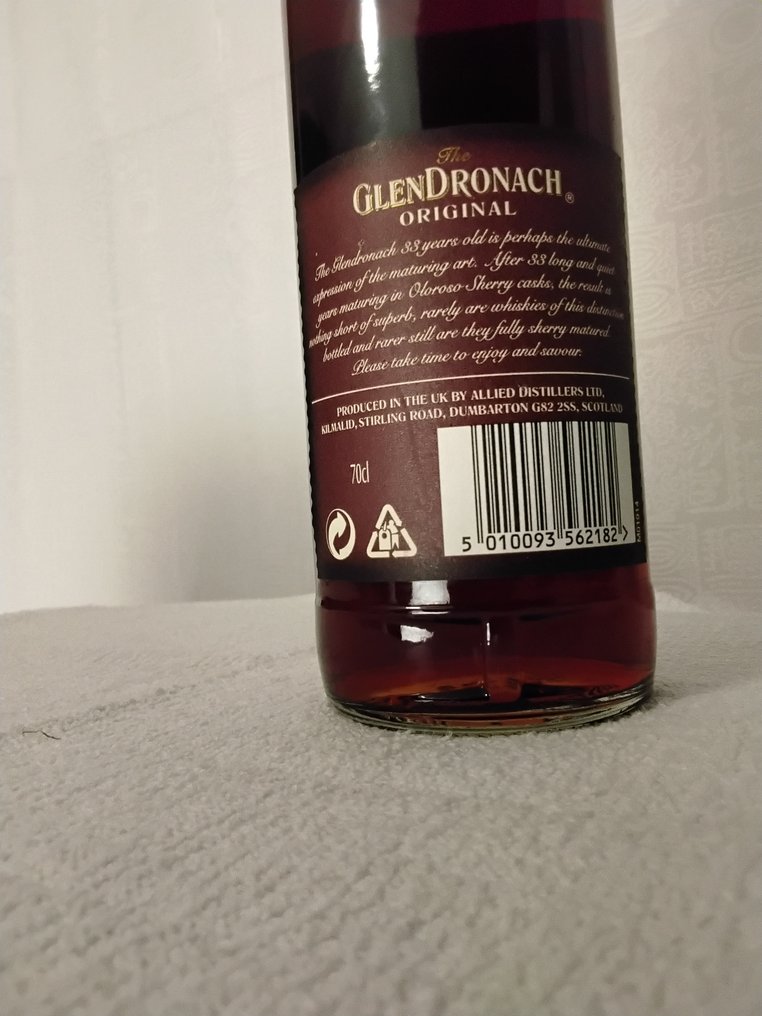 The
GLENDRONACH®
ORIGINAL
The Glendronach 33 years old is perhaps the ultimate
expression of the maturing art. After 33 long and quiet
years maturing in Oloroso Sherry casks, the result is
nothing short of superb, rarely are whiskies of this distinction
bottled and rarer still are they fully sherry matured.
Please take time to enjoy and savour.
PRODUCED IN THE UK BY ALLIED DISTILLERS LTD,
KILMALID, STIRLING ROAD, DUMBARTON G82 2SS, SCOTLAND
70cl
5 010093 562182 >
MD1014